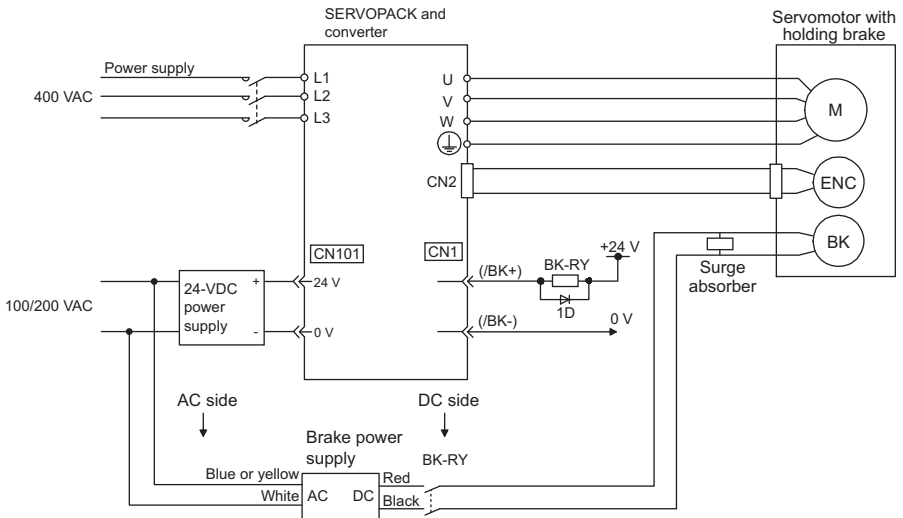 SERVOPACK and
converter
Servomotor with
holding brake
Power supply
400 VAC
L1
L2
L3
U
V
W
M
CN2
ENC
CN101
CN1
BK
+24 V
(/BK+)
BK-RY
Surge
absorber
24 V
1D
100/200 VAC
24-VDC
power
supply
+
-
0 V
(/BK-)
0 V
AC side
DC side
Brake power
supply
BK-RY
Blue or yellow
White
AC
DC
Red
Black